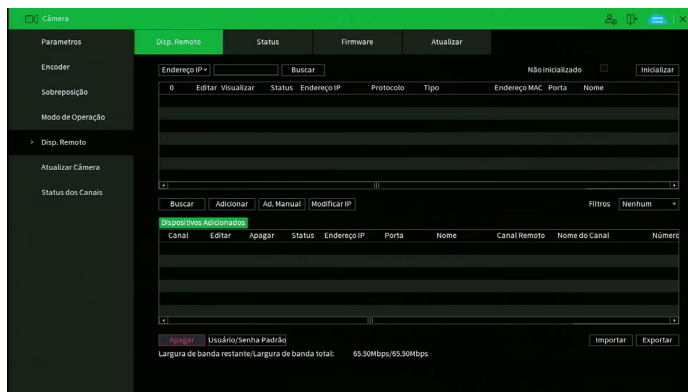 Câmera
Parametros
Encoder
Sobreposição
Modo de Operação
> Disp. Remoto
Atualizar Câmera
Status dos Canais
Disp. Remoto Status Firmware Atualizar
Endereço IP Buscar Não inicializado Inicializar
0 Editar Visualizar Status Endereço IP Protocolo Tipo Endereço MAC Porta Nome
Buscar Adicionar Ad. Manual Modificar IP Filtros Nenhum
Dispositivos Adicionados
Canal Editar Apagar Status Endereço IP Porta Nome Canal Remoto Nome do Canal Número
Apagar Usuário/Senha Padrão Importar Exportar
Largura de banda restante/Largura de banda total: 65.50Mbps/65.50Mbps